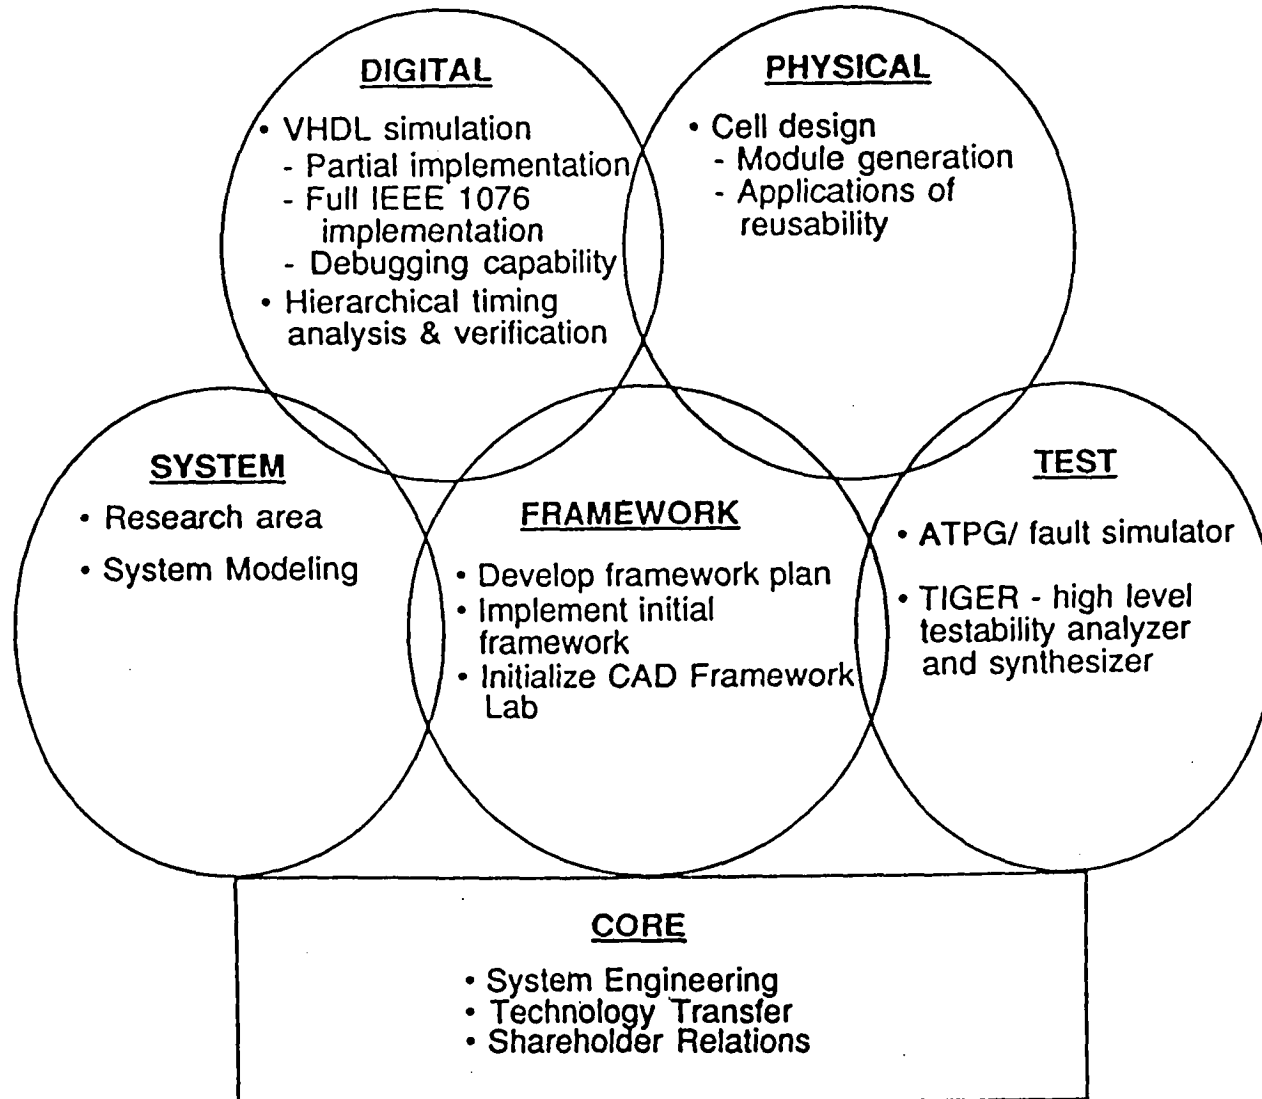 DIGITAL
• VHDL simulation
- Partial implementation
- Full IEEE 1076
implementation
- Debugging capability
• Hierarchical timing
analysis & verification
PHYSICAL
• Cell design
- Module generation
- Applications of
reusability
SYSTEM
• Research area
• System Modeling
FRAMEWORK
• Develop framework plan
• Implement initial
framework
• Initialize CAD Framework
Lab
TEST
• ATPG/ fault simulator
• TIGER - high level
testability analyzer
and synthesizer
CORE
• System Engineering
• Technology Transfer
• Shareholder Relations